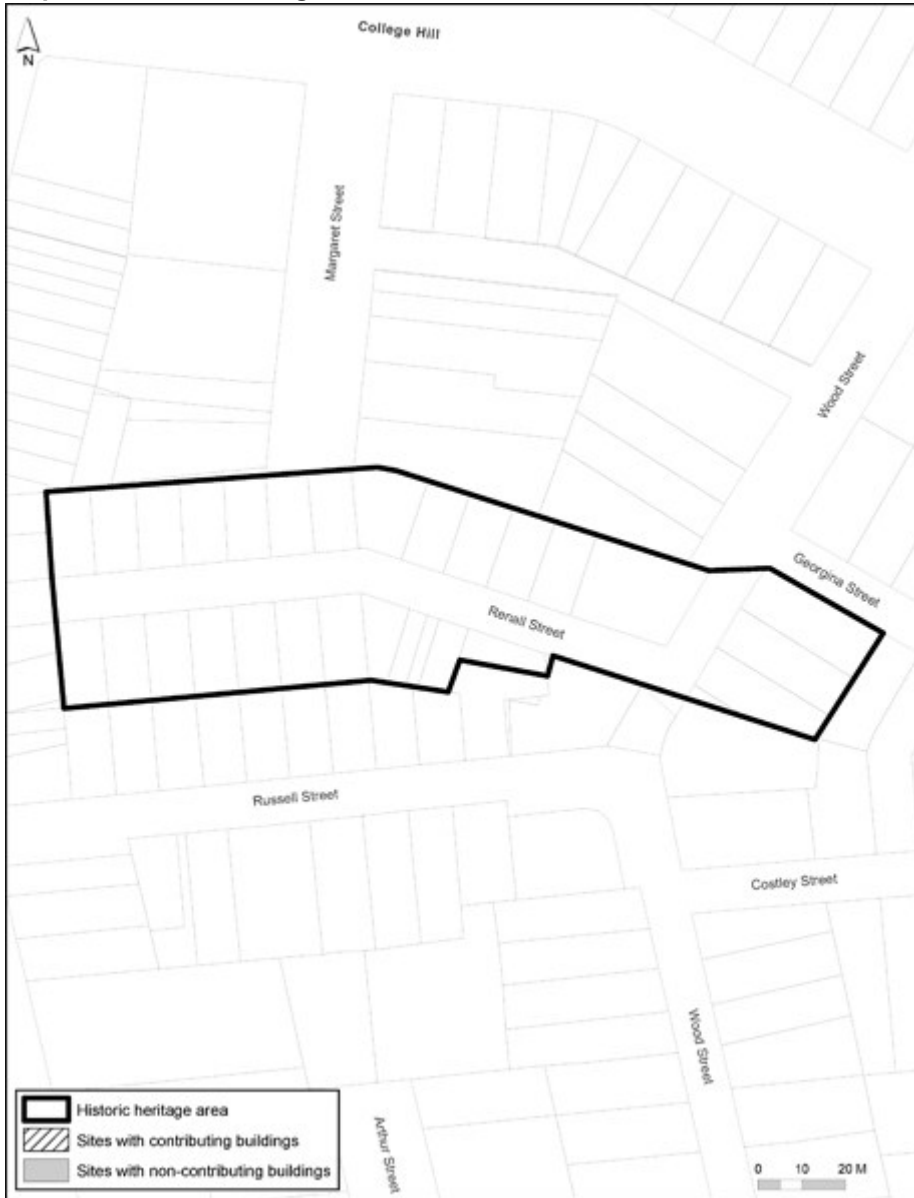 College Hill
N
Margaret Street
Wood Street
Georgina Street
Renall Street
Russell Street
Costley Street
Wood Street
Arthur Street
Historic heritage area
Sites with contributing buildings
Sites with non-contributing buildings
0 10 20 M